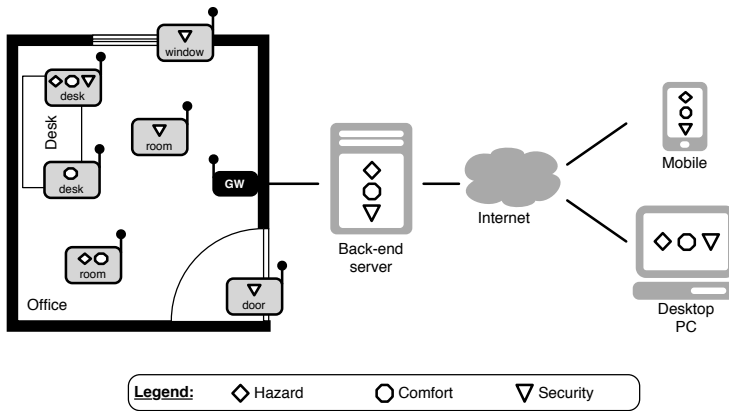 window
desk
Desk
room
desk
GW
room
Office
door
Back-end
server
Internet
Mobile
Desktop
PC
Legend: Hazard Comfort Security